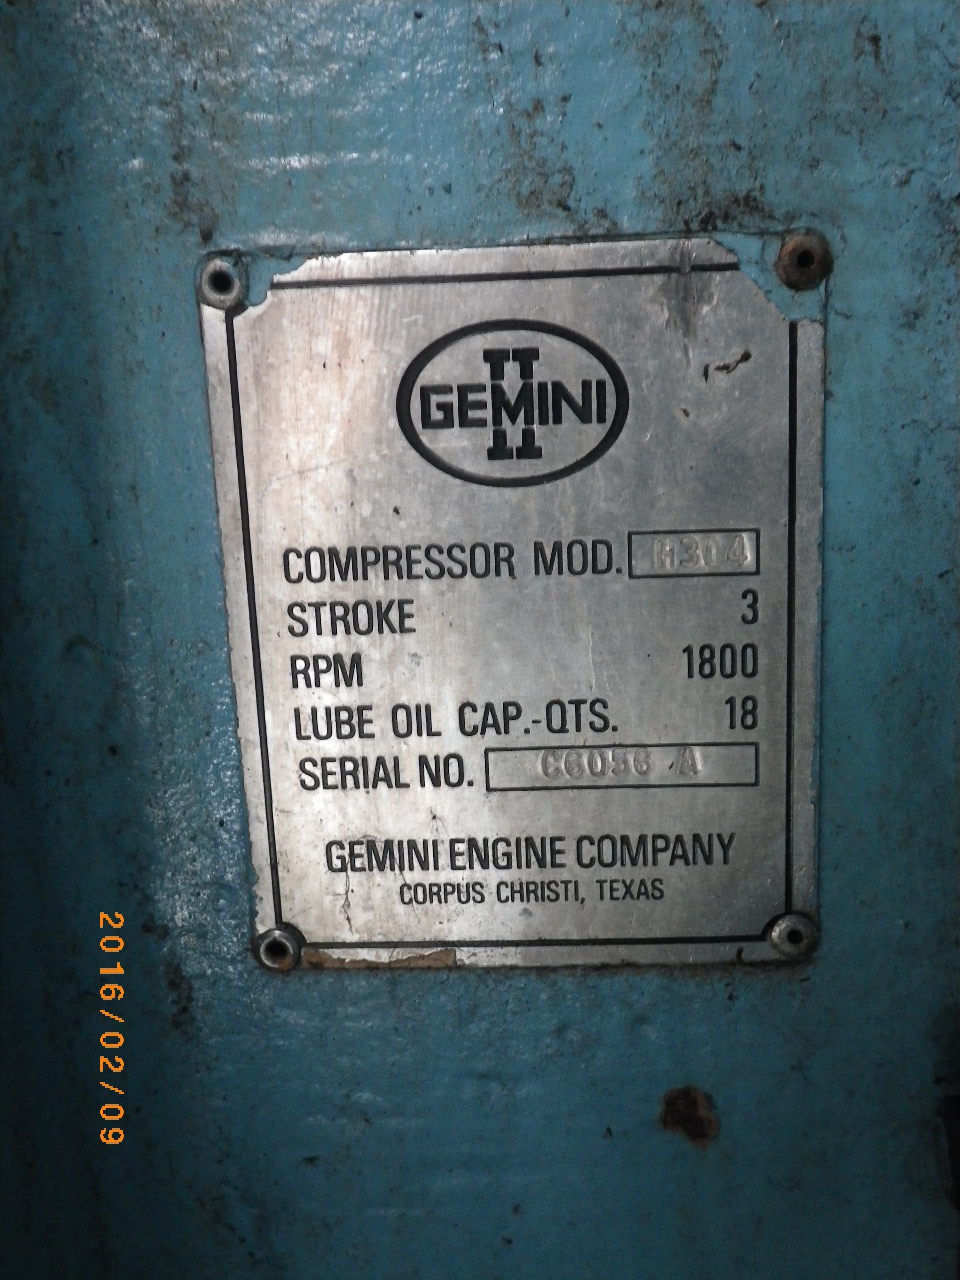 II
GEMINI
COMPRESSOR MOD. H304
STROKE 3
RPM 1800
LUBE OIL CAP.-QTS. 18
SERIAL NO. C6056 A
GEMINI ENGINE COMPANY
CORPUS CHRISTI, TEXAS
2016/02/09